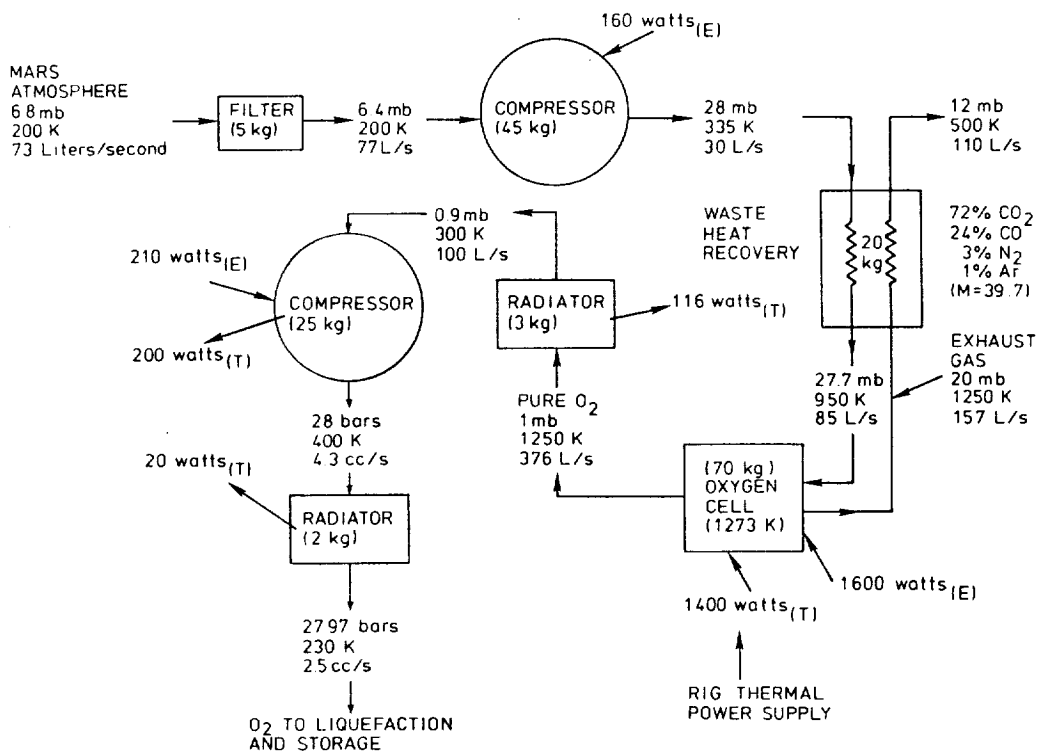 160 watts(E)
MARS
ATMOSPHERE
6.8 mb
200 K
73 Liters/second
FILTER
(5 kg)
6.4 mb
200 K
77 L/s
COMPRESSOR
(45 kg)
28 mb
335 K
30 L/s
12 mb
500 K
110 L/s
WASTE
HEAT
RECOVERY
20
kg
72% CO2
24% CO
3% N2
1% Ar
(M=39.7)
0.9 mb
300 K
100 L/s
210 watts(E)
COMPRESSOR
(25 kg)
200 watts(T)
RADIATOR
(3 kg)
116 watts(T)
EXHAUST
GAS
20 mb
1250 K
157 L/s
27.7 mb
950 K
85 L/s
PURE O2
1 mb
1250 K
376 L/s
28 bars
400 K
4.3 cc/s
20 watts(T)
RADIATOR
(2 kg)
(70 kg)
OXYGEN
CELL
(1273 K)
1600 watts(E)
1400 watts(T)
27.97 bars
230 K
2.5 cc/s
RIG THERMAL
POWER SUPPLY
O2 TO LIQUEFACTION
AND STORAGE